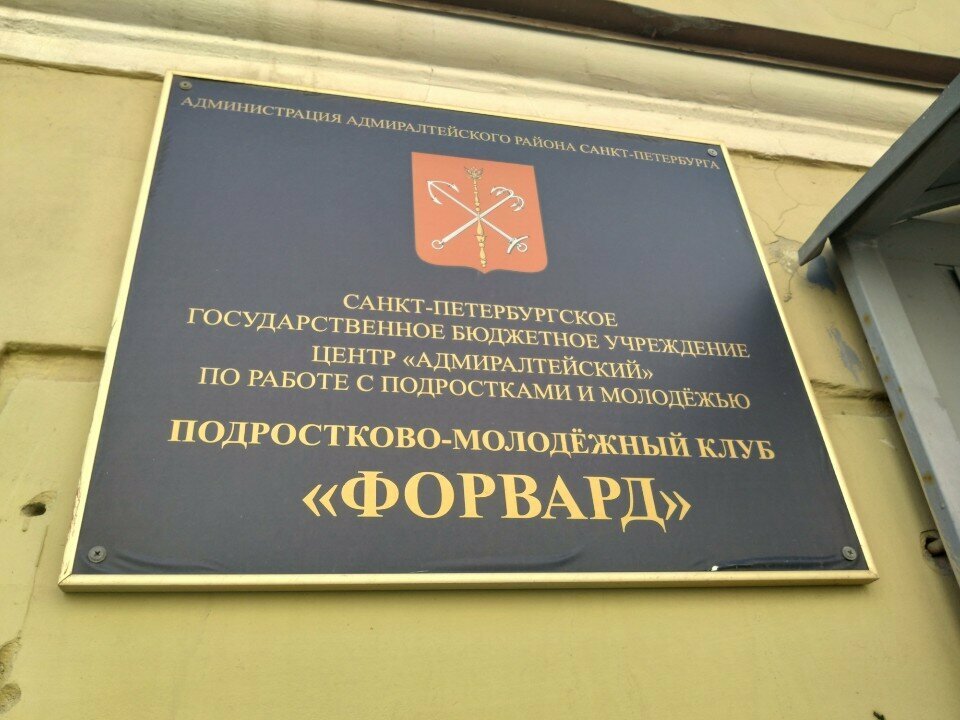 АДМИНИСТРАЦИЯ АДМИРАЛТЕЙСКОГО РАЙОНА САНКТ-ПЕТЕРБУРГА
САНКТ-ПЕТЕРБУРГСКОЕ
ГОСУДАРСТВЕННОЕ БЮДЖЕТНОЕ УЧРЕЖДЕНИЕ
ЦЕНТР «АДМИРАЛТЕЙСКИЙ»
ПО РАБОТЕ С ПОДРОСТКАМИ И МОЛОДЁЖЬЮ
ПОДРОСТКОВО-МОЛОДЁЖНЫЙ КЛУБ
«ФОРВАРД»